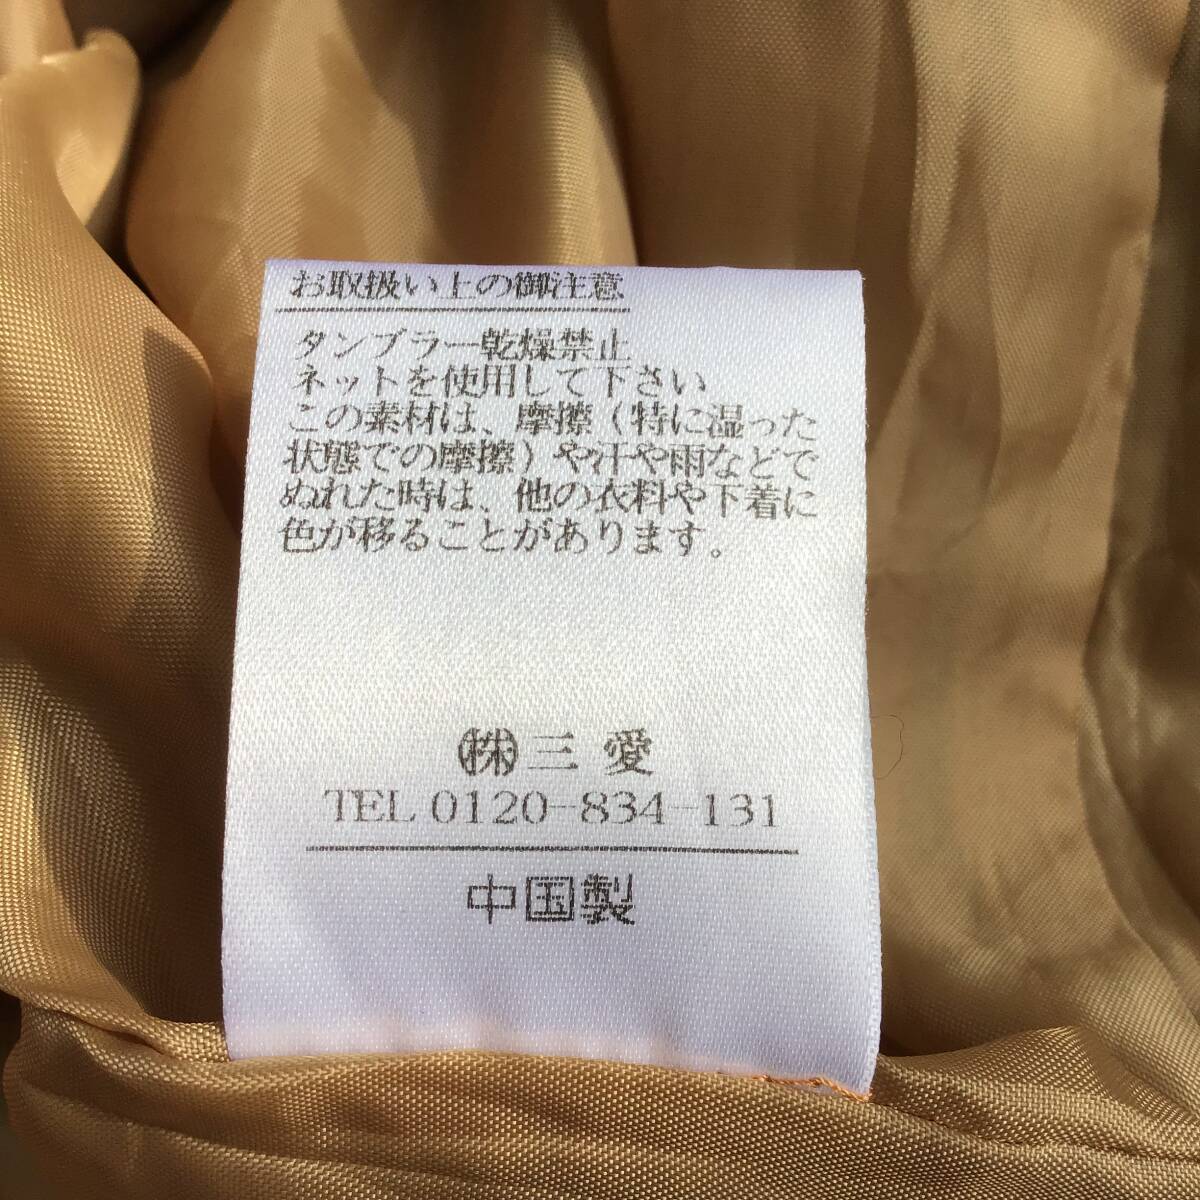 お取扱い上の御注意
タンブラー乾燥禁止
ネットを使用して下さい
この素材は、摩擦（特に湿った
状態での摩擦）や汗や雨などで
ぬれた時は、他の衣料や下着に
色が移ることがあります。
㈱三愛
TEL 0120-834-131
中国製